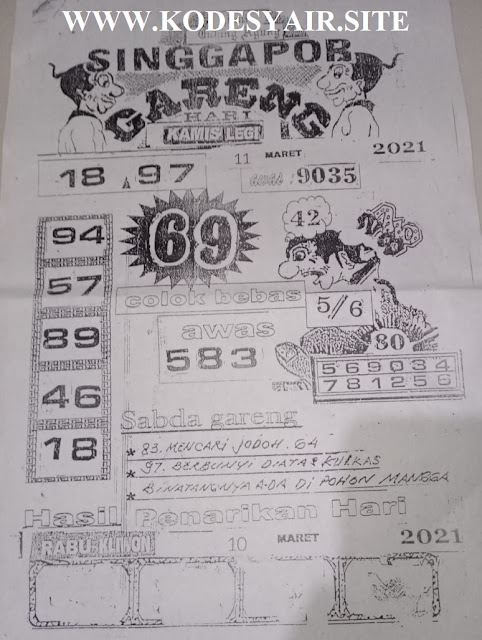 WWW.KODESYAIR.SITE
SINGGAPOR
GARENG
HARI
KAMIS LEGI
11 MARET 2021
18 97
9035
94
57
89
46
18
69
42
colok bebas
5/6
awas
583
80
569034
781256
Sabda gareng
* 83. MENCARI JODOH. 64
* 97. BERBUNYI DIATAS KULKAS
* BINATANGNYA ADA DI POHON MANGGA
Hasil Penarikan Hari
RABU KLIWON 10 MARET 2021